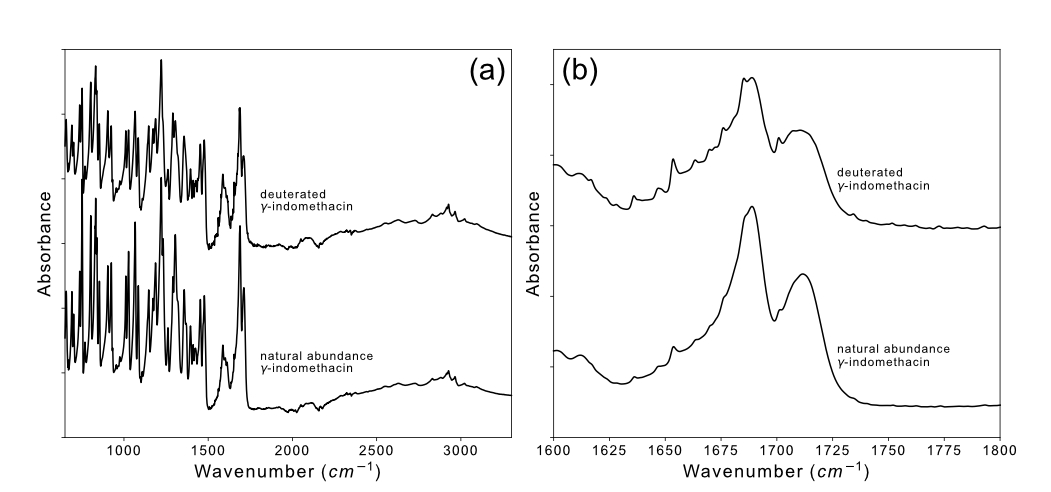 (a)
Absorbance
deuterated
γ-indomethacin
natural abundance
γ-indomethacin
1000 1500 2000 2500 3000
Wavenumber (cm⁻¹)
(b)
Absorbance
deuterated
γ-indomethacin
natural abundance
γ-indomethacin
1600 1625 1650 1675 1700 1725 1750 1775 1800
Wavenumber (cm⁻¹)